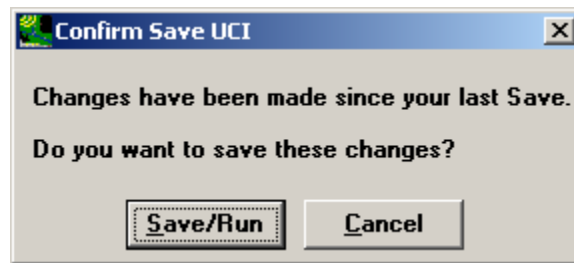 Confirm Save UCI
Changes have been made since your last Save.
Do you want to save these changes?
Save/Run
Cancel